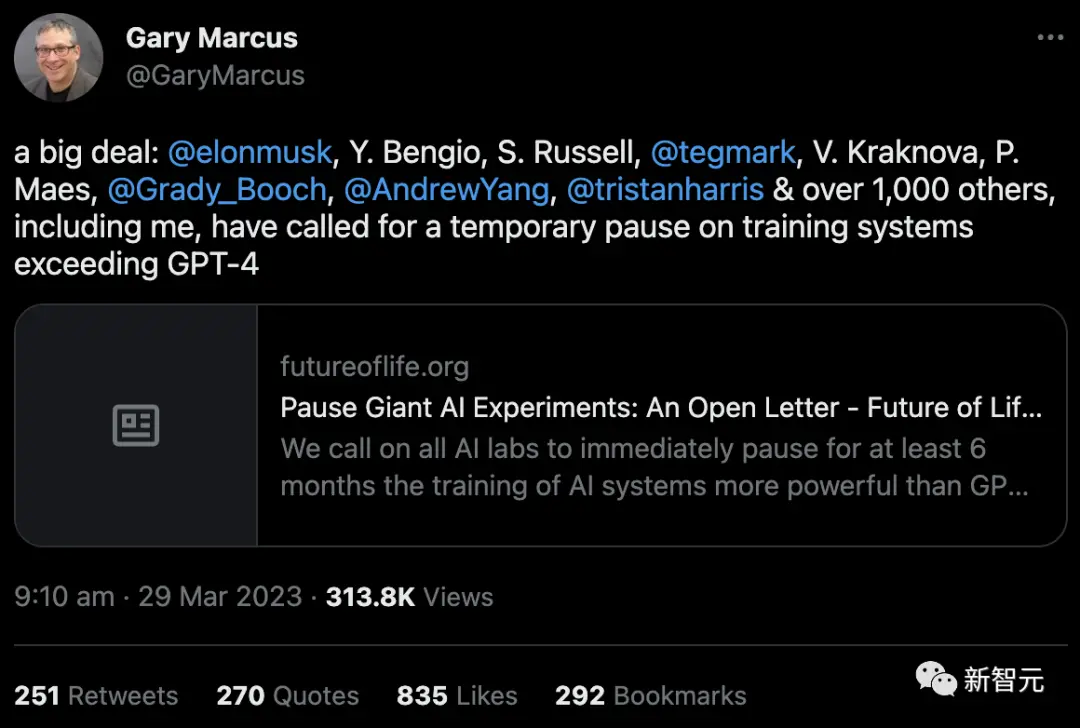 Gary Marcus
@GaryMarcus
a big deal: @elonmusk, Y. Bengio, S. Russell, @tegmark, V. Kraknova, P.
Maes, @Grady_Booch, @AndrewYang, @tristanharris & over 1,000 others,
including me, have called for a temporary pause on training systems
exceeding GPT-4
futureoflife.org
Pause Giant AI Experiments: An Open Letter - Future of Lif...
We call on all AI labs to immediately pause for at least 6
months the training of AI systems more powerful than GP...
9:10 am · 29 Mar 2023 · 313.8K Views
251 Retweets 270 Quotes 835 Likes 292 Bookmarks
新智元